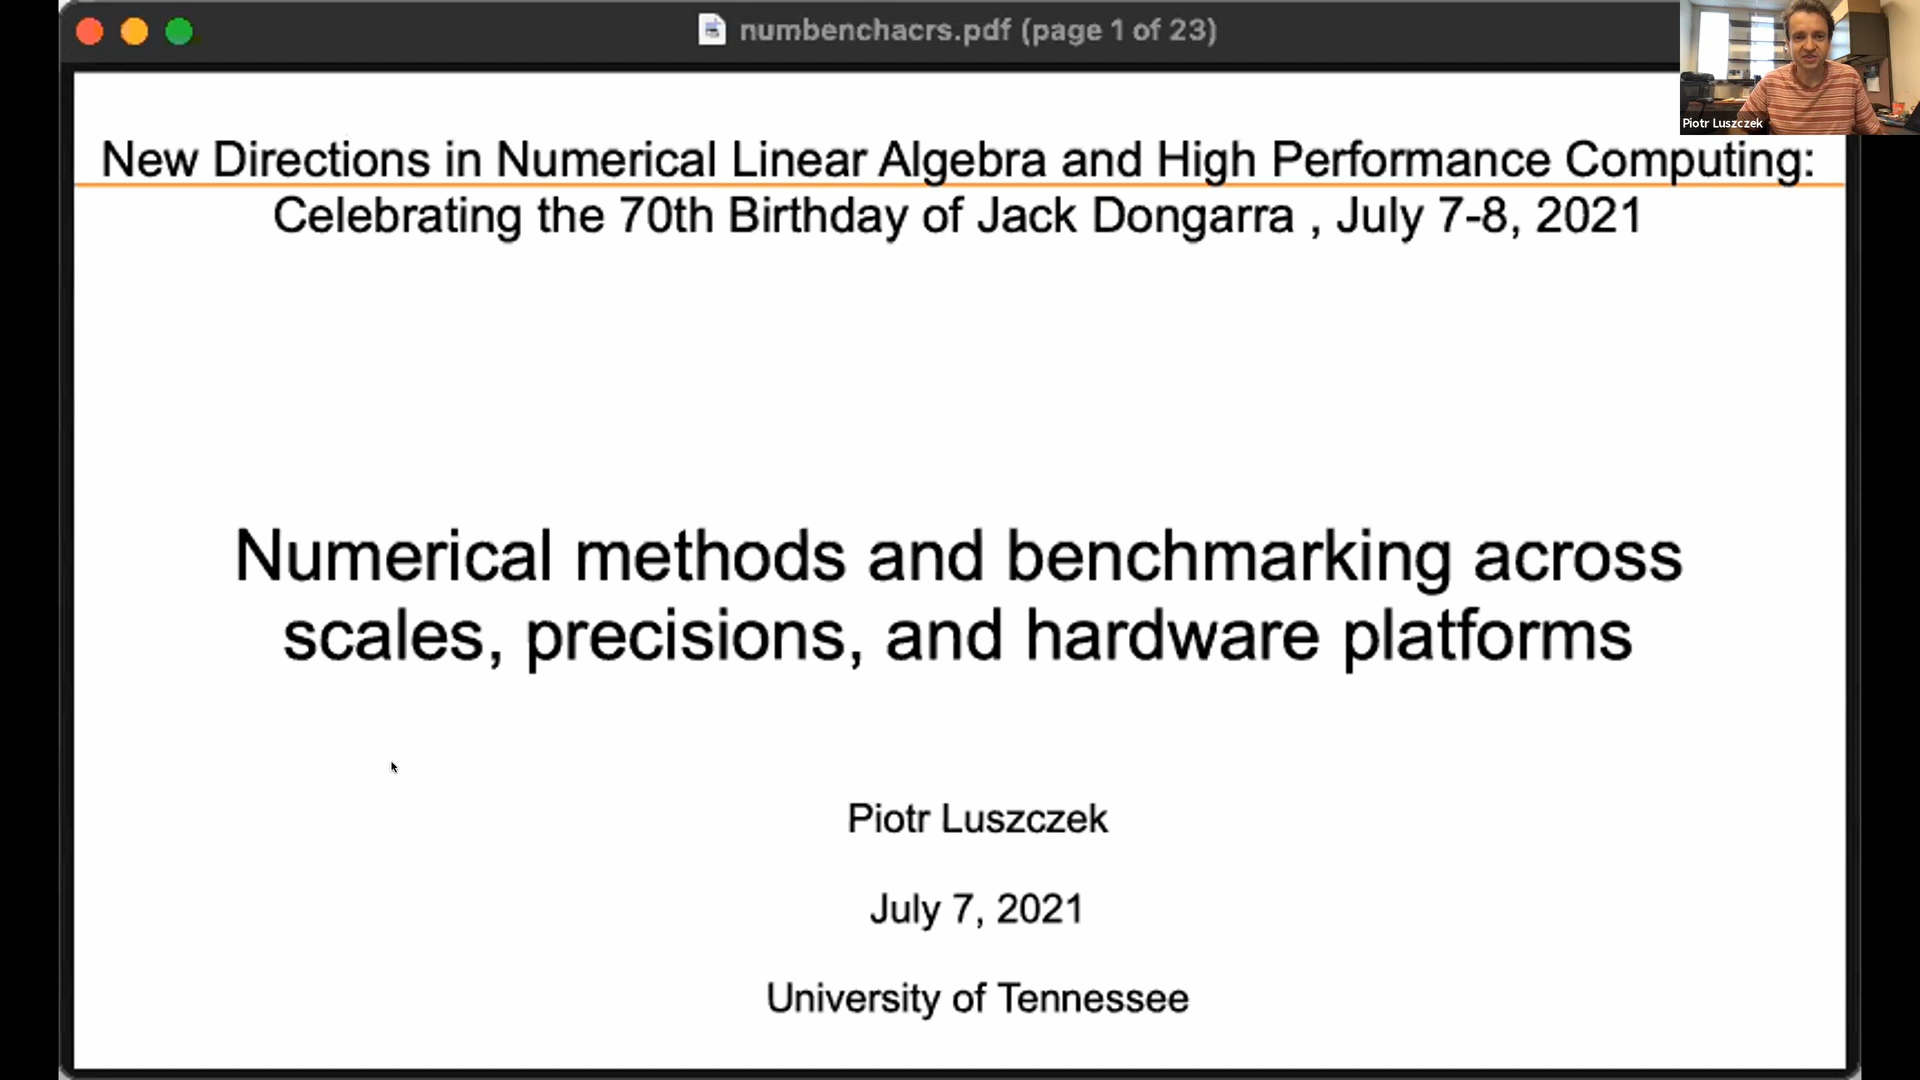 numbenchacrs.pdf (page 1 of 23)
Piotr Luszczek
New Directions in Numerical Linear Algebra and High Performance Computing:
Celebrating the 70th Birthday of Jack Dongarra , July 7-8, 2021
Numerical methods and benchmarking across
scales, precisions, and hardware platforms
Piotr Luszczek
July 7, 2021
University of Tennessee